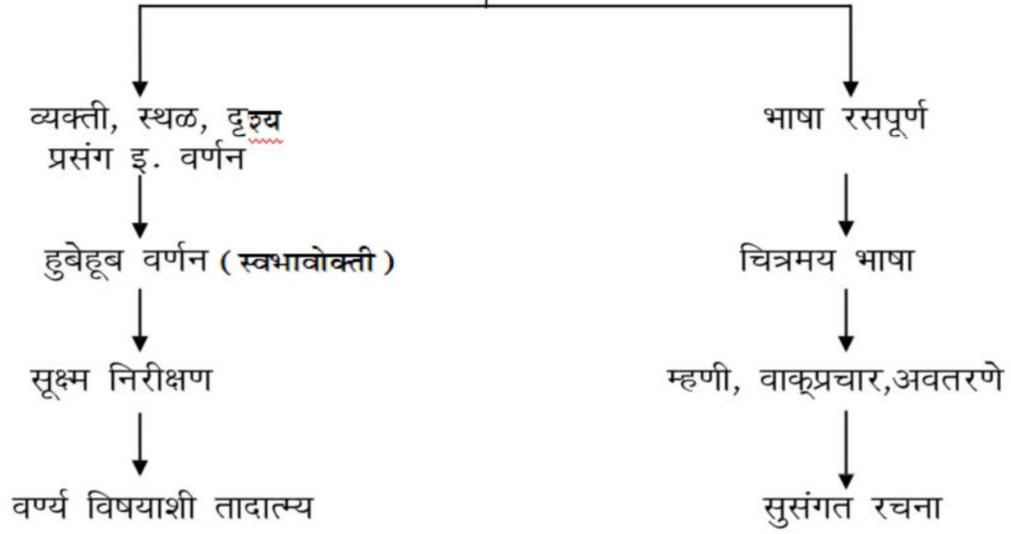 व्यक्ती, स्थळ, दृश्य
प्रसंग इ. वर्णन
हुबेहूब वर्णन ( स्वभावोक्ती )
सूक्ष्म निरीक्षण
वर्ण्य विषयाशी तादात्म्य
भाषा रसपूर्ण
चित्रमय भाषा
म्हणी, वाक्‌प्रचार,अवतरणे
सुसंगत रचना